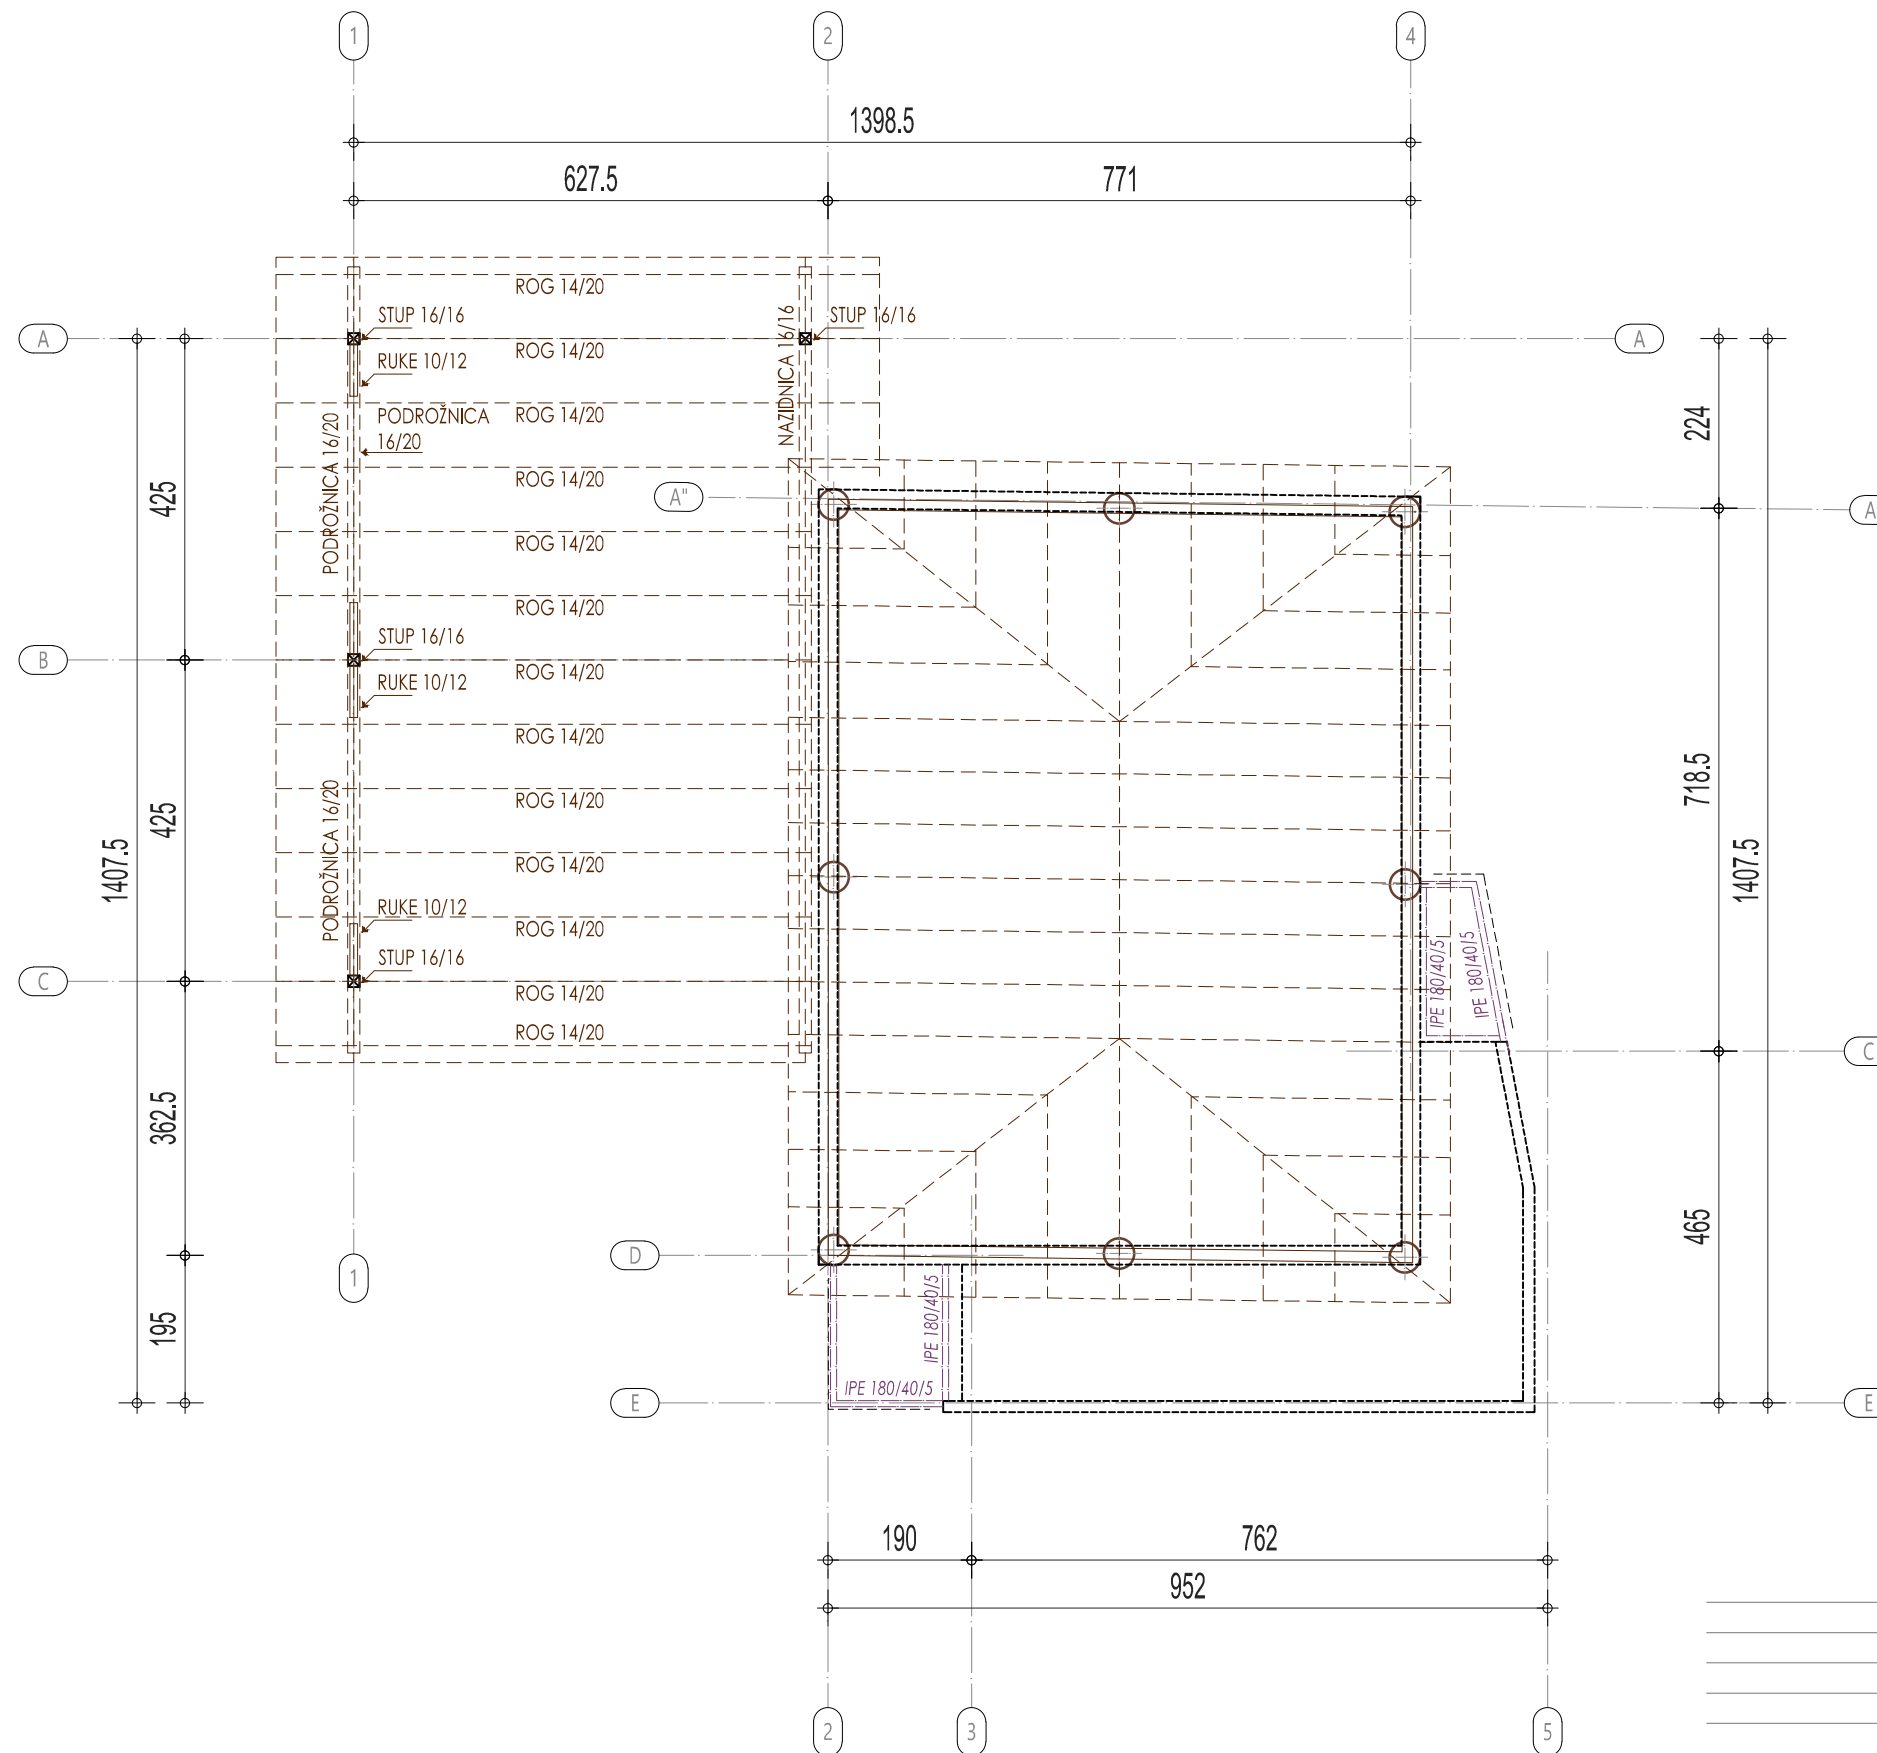 1
2
4
1398.5
627.5
771
ROG 14/20
STUP 16/16
STUP 16/16
A
A
ROG 14/20
RUKE 10/12
NAZIDNICA 16/16
PODROŽNICA
16/20
ROG 14/20
224
PODROŽNICA 16/20
425
ROG 14/20
A"
A
ROG 14/20
ROG 14/20
STUP 16/16
B
ROG 14/20
RUKE 10/12
ROG 14/20
718.5
ROG 14/20
425
PODROŽNICA 16/20
1407.5
1407.5
ROG 14/20
RUKE 10/12
ROG 14/20
STUP 16/16
C
ROG 14/20
IPE 180/40/5
IPE 180/40/5
ROG 14/20
C
362.5
465
D
1
195
IPE 180/40/5
IPE 180/40/5
E
E
190
762
952
2
3
5